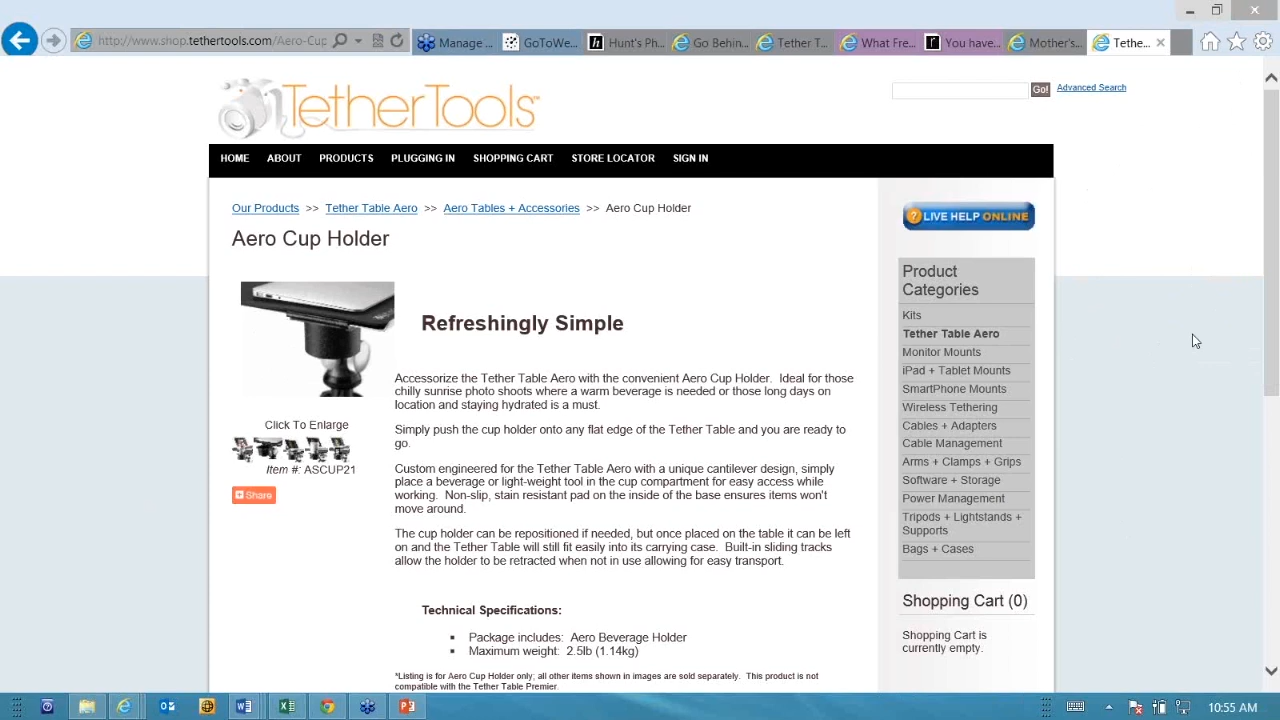 http://www.shop.te
Manage
GoToWe...
Princip...
Behind...
Tether T...
What Fa...
Raw Ch...
Mother's...
Tethe...
TetherTools
Go!
Advanced Search
HOME ABOUT PRODUCTS PLUGGING IN SHOPPING CART STORE LOCATOR SIGN IN
Our Products >> Tether Table Aero >> Aero Tables + Accessories >> Aero Cup Holder
Aero Cup Holder
Click To Enlarge
Item #: ASCUP21
Share
Refreshingly Simple
Accessorize the Tether Table Aero with the convenient Aero Cup Holder. Ideal for those
chilly sunrise photo shoots where a warm beverage is needed or those long days on
location and staying hydrated is a must.
Simply push the cup holder onto any flat edge of the Tether Table and you are ready to
go.
Custom engineered for the Tether Table Aero with a unique cantilever design, simply
place a beverage or light-weight tool in the cup compartment for easy access while
working. Non-slip, stain resistant pad on the inside of the base ensures items won't
move around.
The cup holder can be repositioned if needed, but once placed on the table it can be left
on and the Tether Table will still fit easily into its carrying case. Built-in sliding tracks
allow the holder to be retracted when not in use allowing for easy transport.
Technical Specifications:
▪ Package includes: Aero Beverage Holder
▪ Maximum weight: 2.5lb (1.14kg)
*Listing is for Aero Cup Holder only; all other items shown in images are sold separately. This product is not
compatible with the Tether Table Premier.
LIVE HELP ONLINE
Product
Categories
Kits
Tether Table Aero
Monitor Mounts
iPad + Tablet Mounts
SmartPhone Mounts
Wireless Tethering
Cables + Adapters
Cable Management
Arms + Clamps + Grips
Software + Storage
Power Management
Tripods + Lightstands +
Supports
Bags + Cases
Shopping Cart (0)
Shopping Cart is
currently empty.
10:55 AM